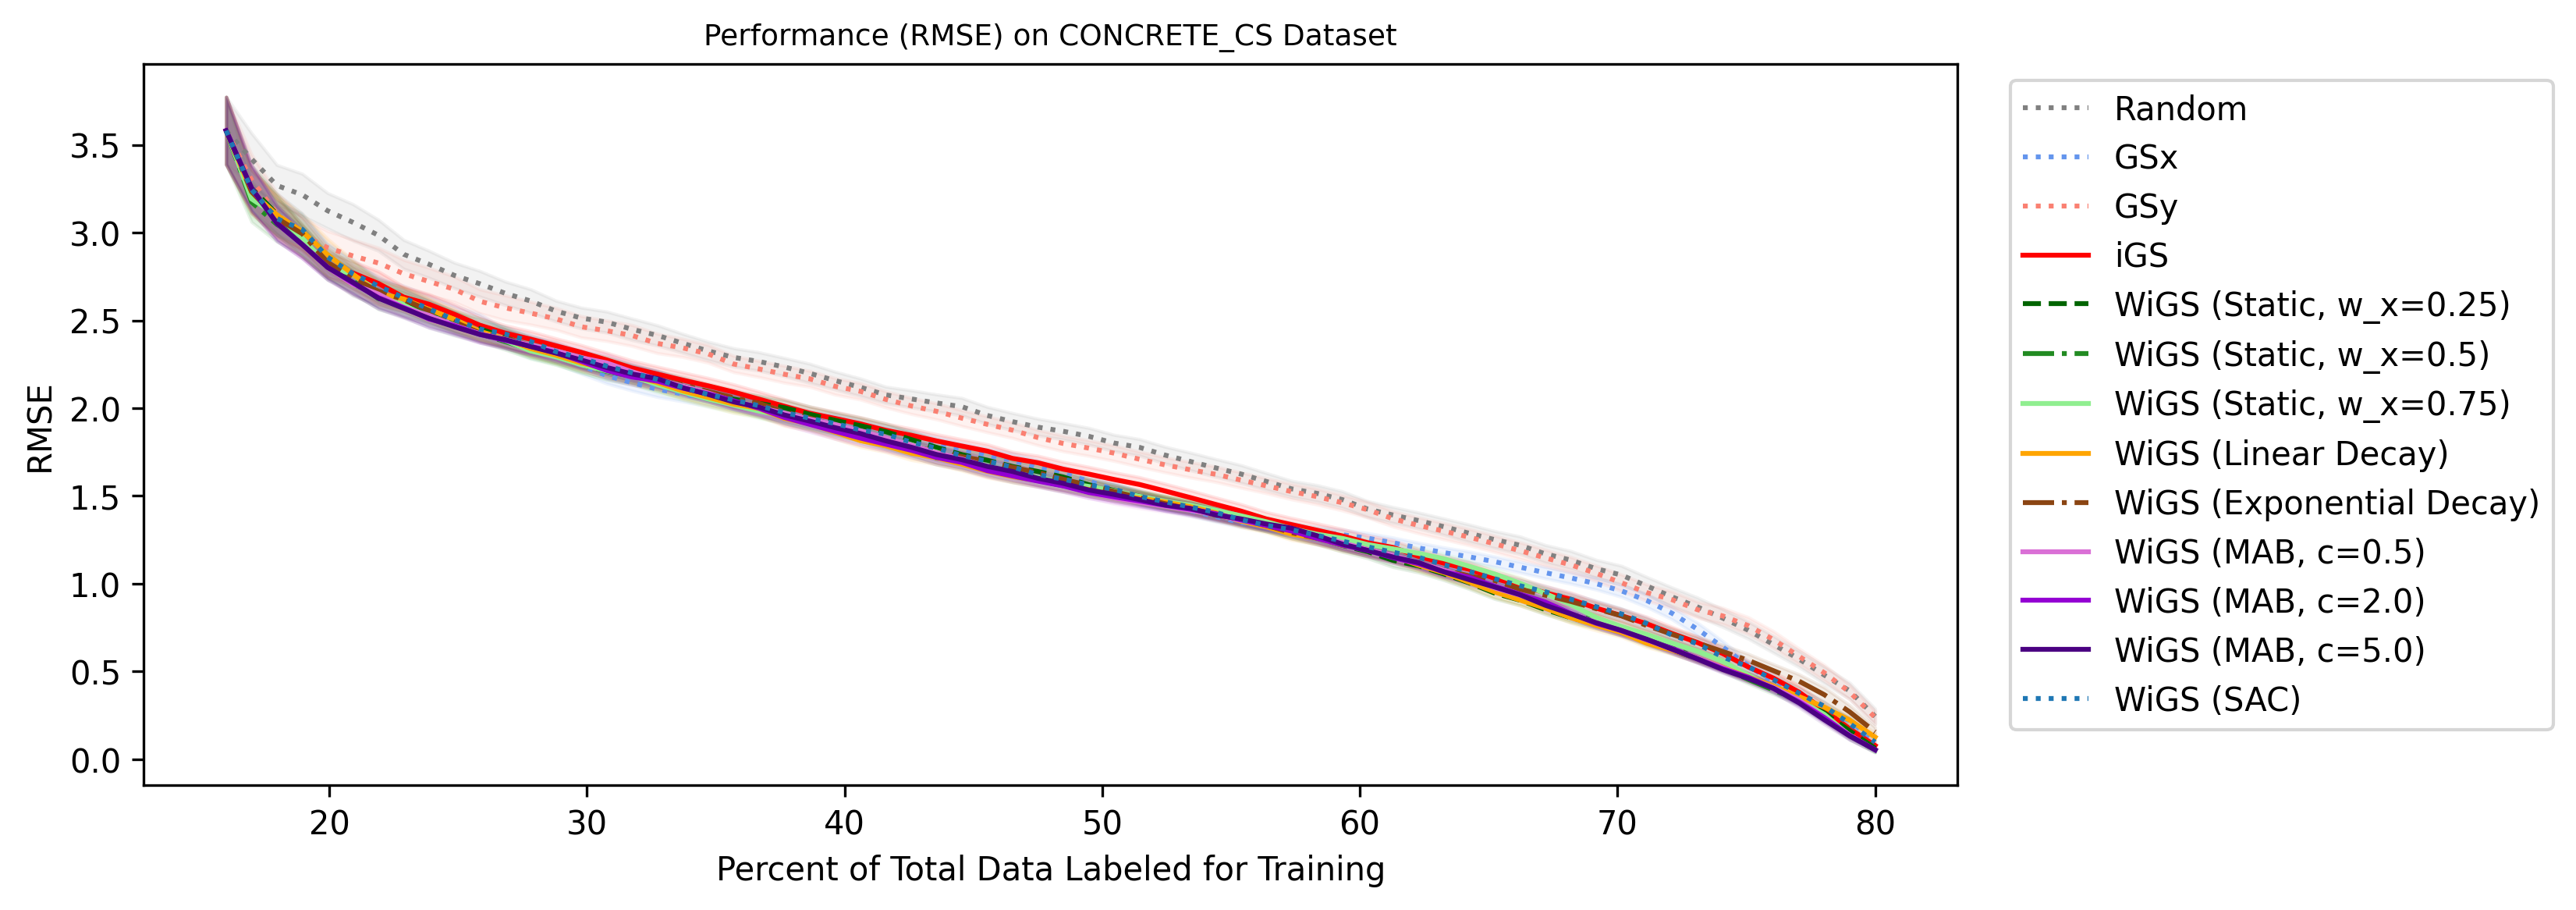 Performance (RMSE) on CONCRETE_CS Dataset
RMSE
3.5
3.0
2.5
2.0
1.5
1.0
0.5
0.0
20 30 40 50 60 70 80
Percent of Total Data Labeled for Training
Random
GSx
GSy
iGS
WiGS (Static, w_x=0.25)
WiGS (Static, w_x=0.5)
WiGS (Static, w_x=0.75)
WiGS (Linear Decay)
WiGS (Exponential Decay)
WiGS (MAB, c=0.5)
WiGS (MAB, c=2.0)
WiGS (MAB, c=5.0)
WiGS (SAC)